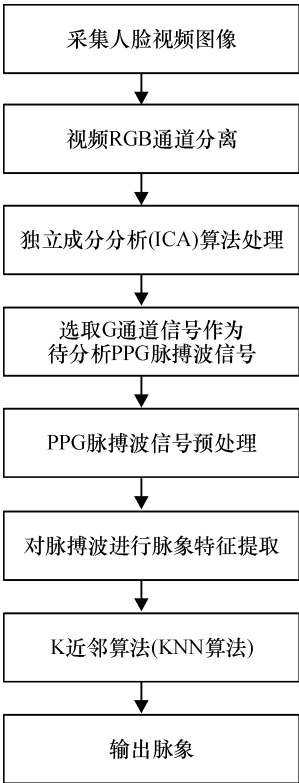 采集人脸视频图像
视频RGB通道分离
独立成分分析(ICA)算法处理
选取G通道信号作为
待分析PPG脉搏波信号
PPG脉搏波信号预处理
对脉搏波进行脉象特征提取
K近邻算法(KNN算法)
输出脉象